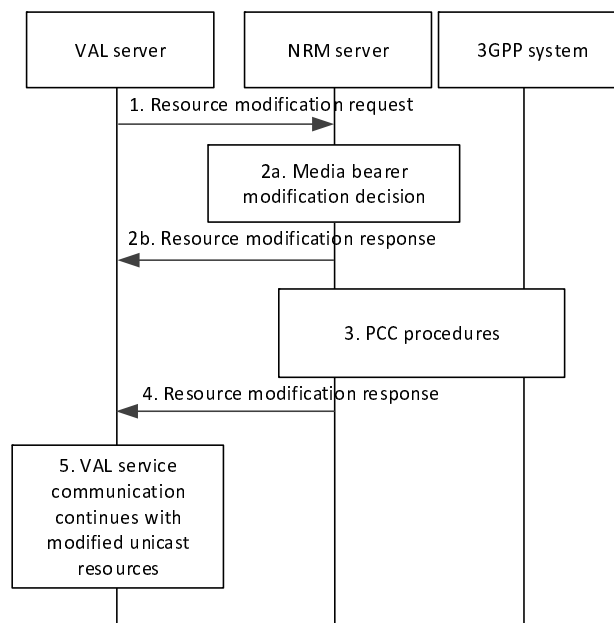 VAL server
NRM server
3GPP system
1. Resource modification request
2a. Media bearer
modification decision
2b. Resource modification response
3. PCC procedures
4. Resource modification response
5. VAL service
communication
continues with
modified unicast
resources